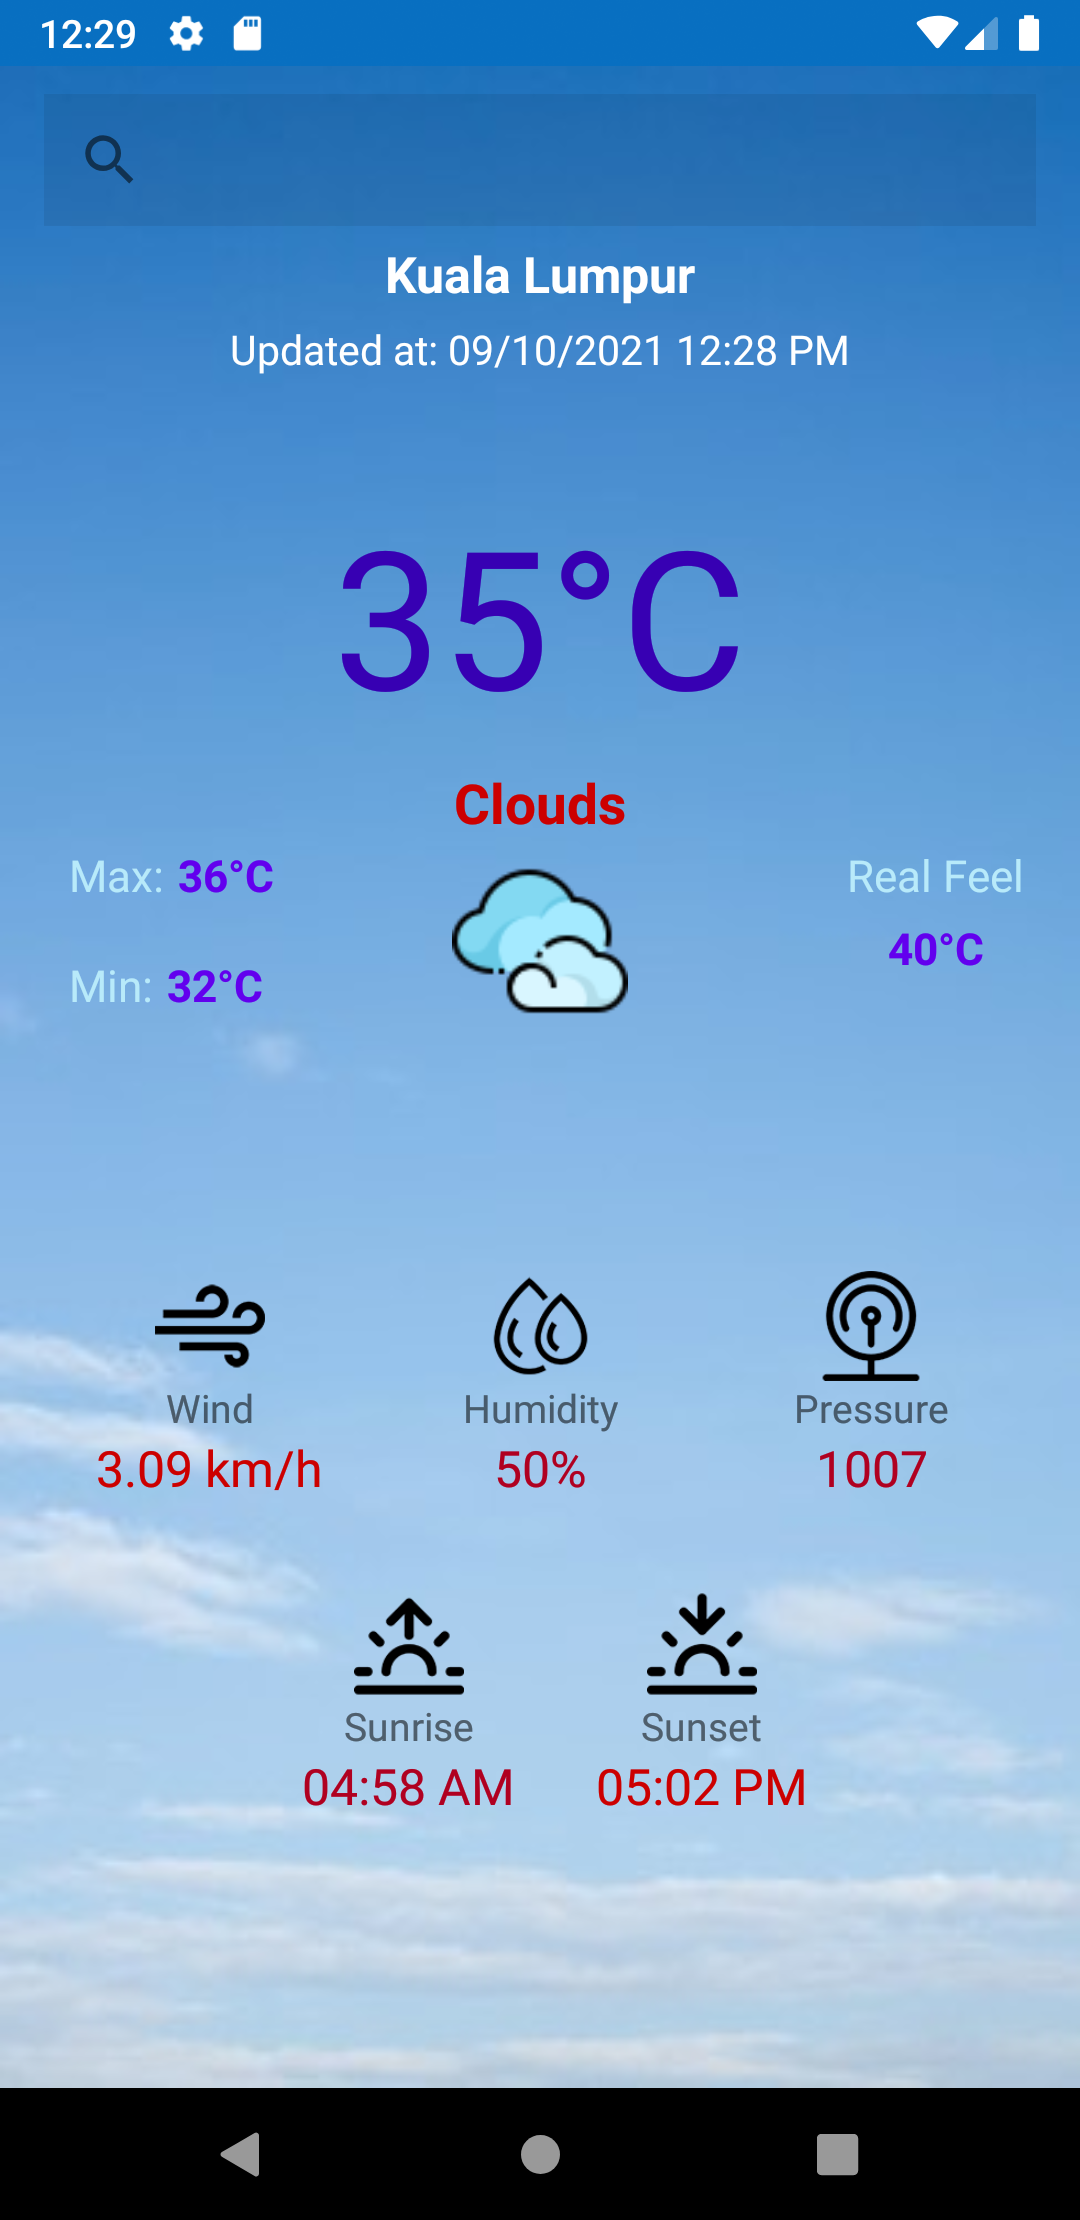 12:29
Kuala Lumpur
Updated at: 09/10/2021 12:28 PM
35°C
Clouds
Max: 36°C
Real Feel
40°C
Min: 32°C
Wind
Humidity
Pressure
3.09 km/h
50%
1007
Sunrise
Sunset
04:58 AM
05:02 PM